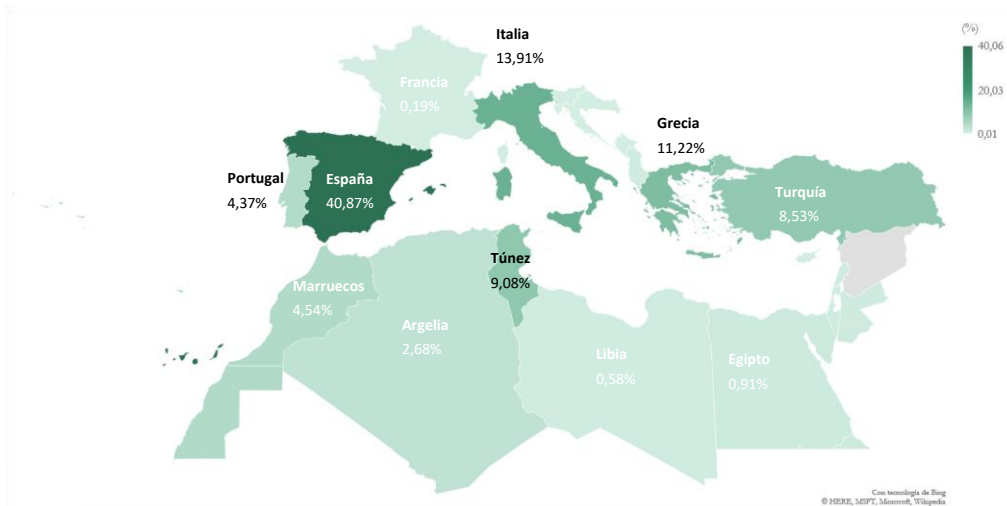 Italia
13,91%
(%)
40,06
20,03
0,01
Francia
0,19%
Grecia
11,22%
Portugal
4,37%
España
40,87%
Turquía
8,53%
Túnez
9,08%
Marruecos
4,54%
Argelia
2,68%
Libia
0,58%
Egipto
0,91%
Con tecnología de Bing
© HERE, MSFT, Microsoft, Wikipedia